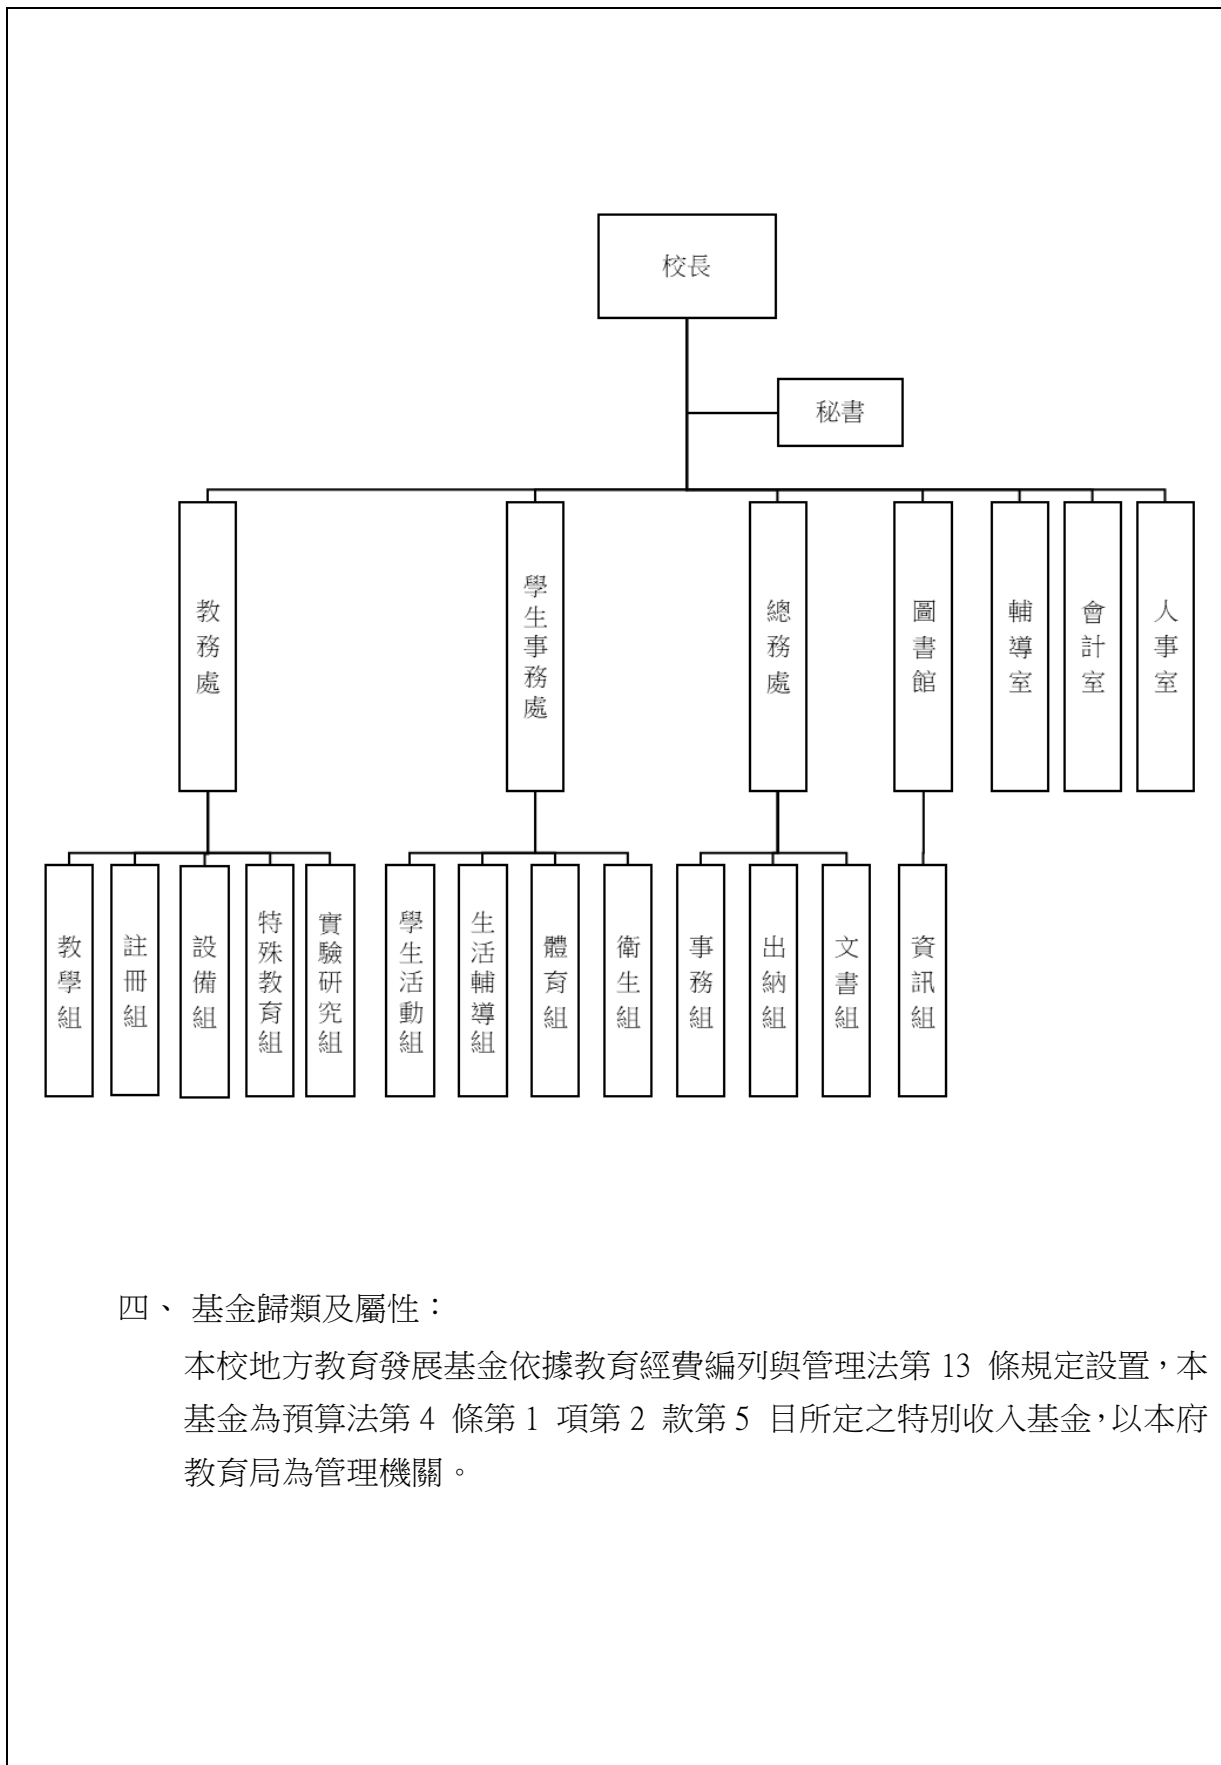 校長
秘書
教務處
學生事務處
總務處
圖書館
輔導室
會計室
人事室
教學組
註冊組
設備組
特殊教育組
實驗研究組
學生活動組
生活輔導組
體育組
衛生組
事務組
出納組
文書組
資訊組
四、 基金歸類及屬性：
本校地方教育發展基金依據教育經費編列與管理法第 13 條規定設置，本
基金為預算法第 4 條第 1 項第 2 款第 5 目所定之特別收入基金，以本府
教育局為管理機關。